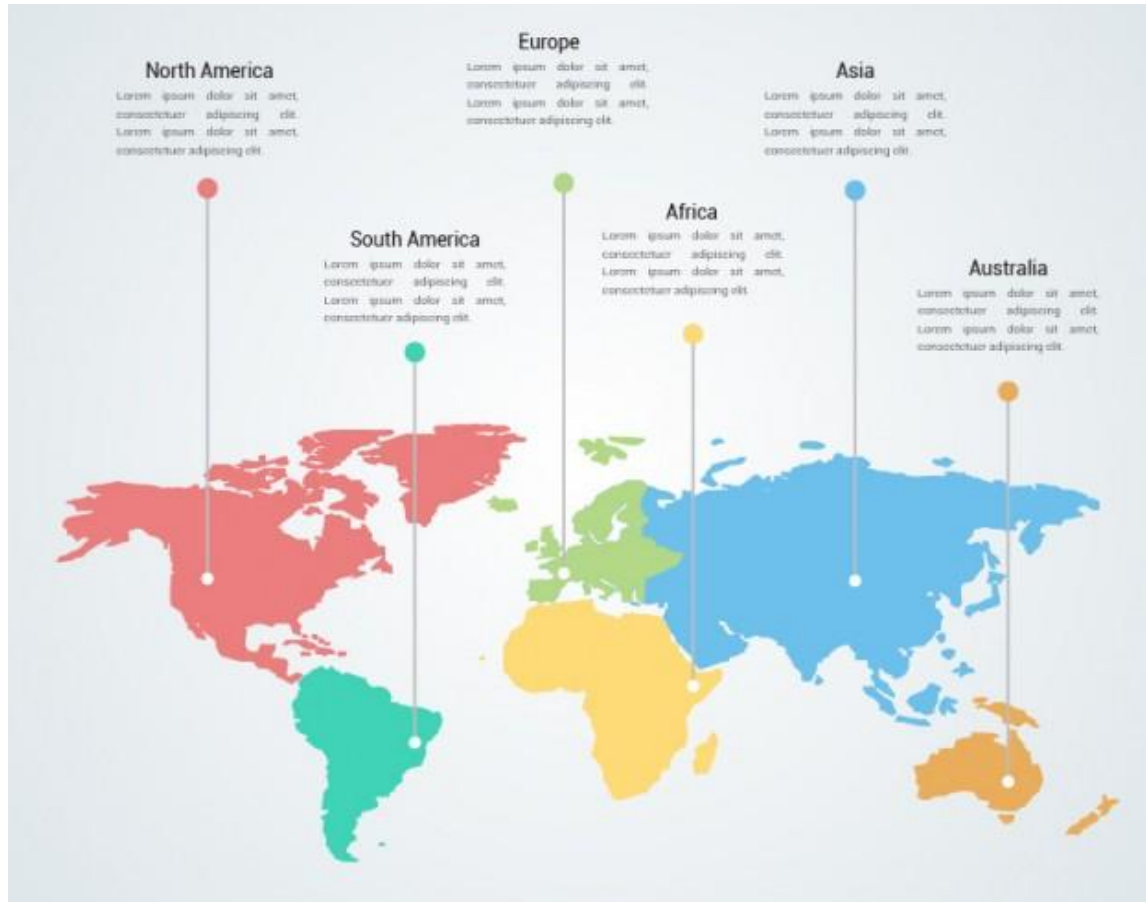 North America
Lorem ipsum dolor sit amet,
consectetuer adipiscing elit.
Lorem ipsum dolor sit amet,
consectetuer adipiscing elit.
Europe
Lorem ipsum dolor sit amet,
consectetuer adipiscing elit.
Lorem ipsum dolor sit amet,
consectetuer adipiscing elit.
Asia
Lorem ipsum dolor sit amet,
consectetuer adipiscing elit.
Lorem ipsum dolor sit amet,
consectetuer adipiscing elit.
South America
Lorem ipsum dolor sit amet,
consectetuer adipiscing elit.
Lorem ipsum dolor sit amet,
consectetuer adipiscing elit.
Africa
Lorem ipsum dolor sit amet,
consectetuer adipiscing elit.
Lorem ipsum dolor sit amet,
consectetuer adipiscing elit.
Australia
Lorem ipsum dolor sit amet,
consectetuer adipiscing elit.
Lorem ipsum dolor sit amet,
consectetuer adipiscing elit.